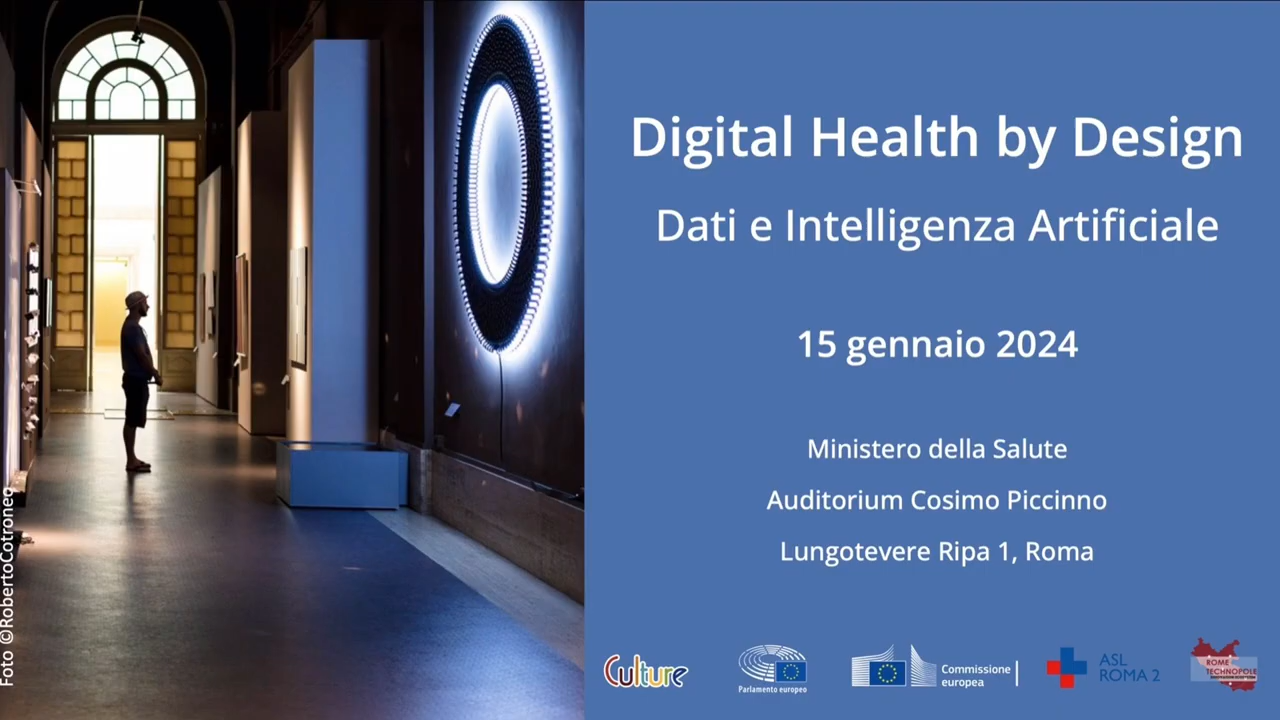 Foto ©RobertoCotroneo
Digital Health by Design
Dati e Intelligenza Artificiale
15 gennaio 2024
Ministero della Salute
Auditorium Cosimo Piccinno
Lungotevere Ripa 1, Roma
Culture
Parlamento europeo
Commissione
europea
ASL
ROMA 2
ROME
TECHNOPOLE